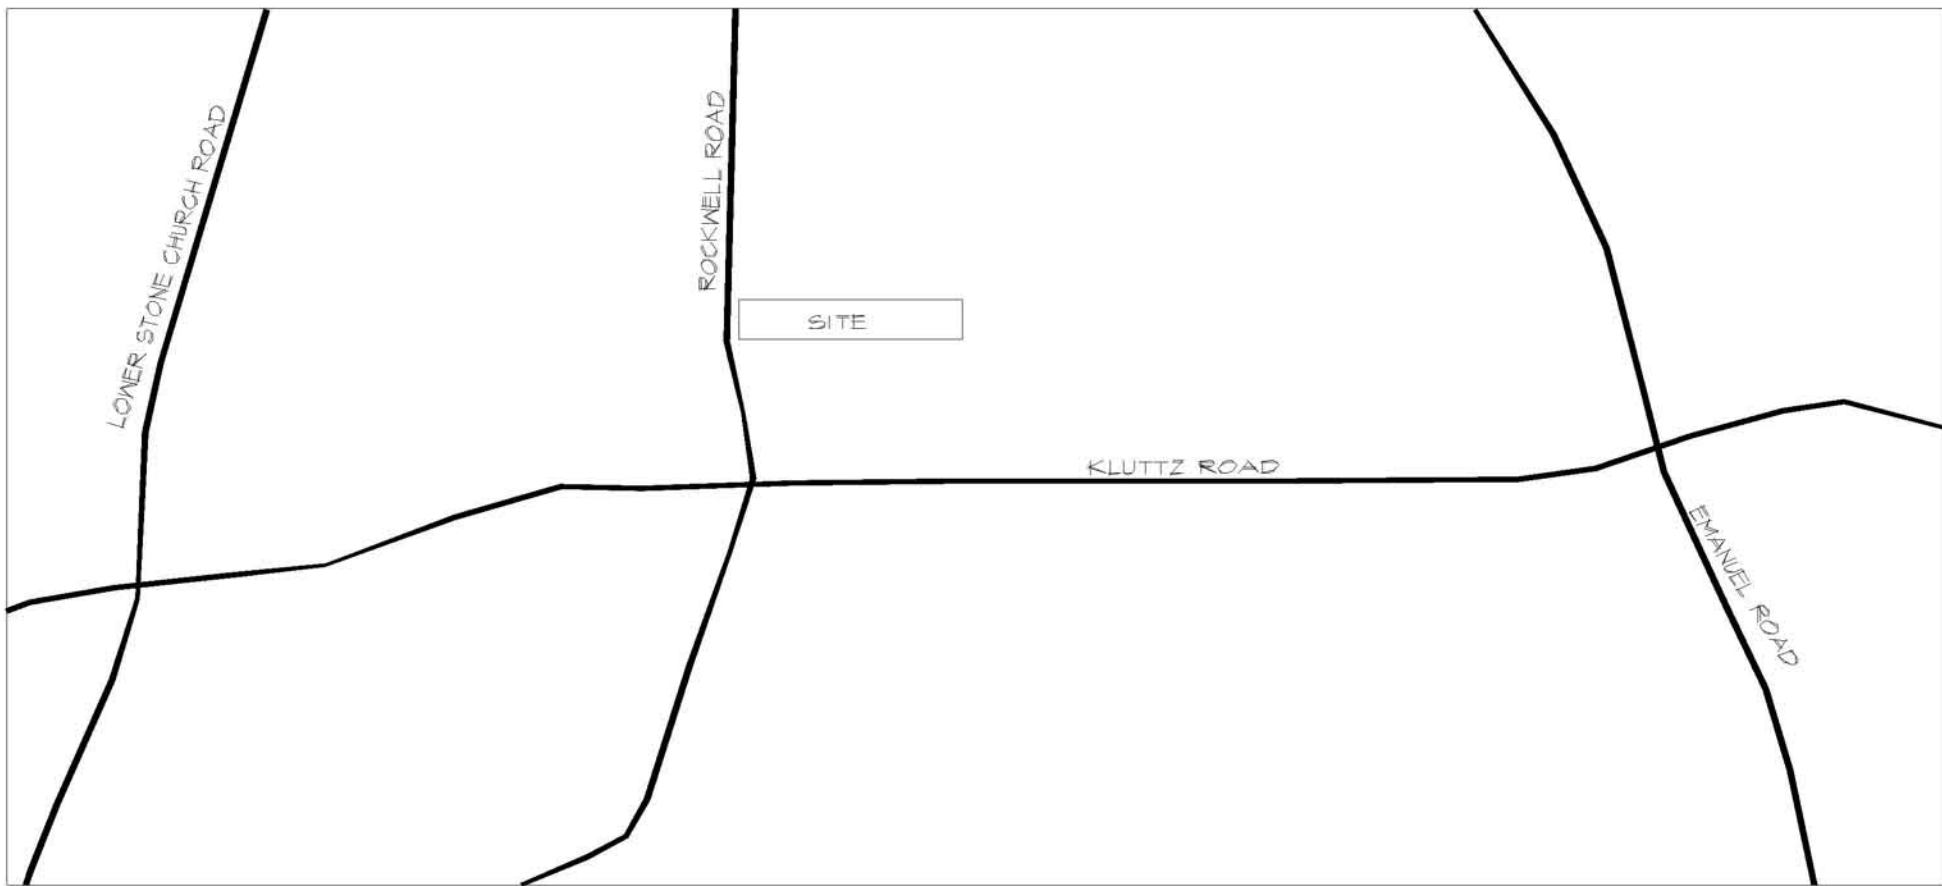 LOWER STONE CHURCH ROAD
ROCKWELL ROAD
SITE
KLUTTZ ROAD
EMANUEL ROAD